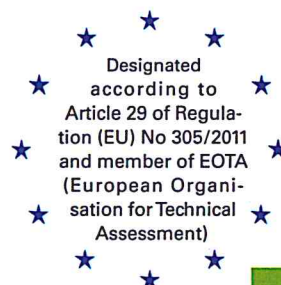 Designated
according to
Article 29 of Regula-
tion (EU) No 305/2011
and member of EOTA
(European Organi-
sation for Technical
Assessment)